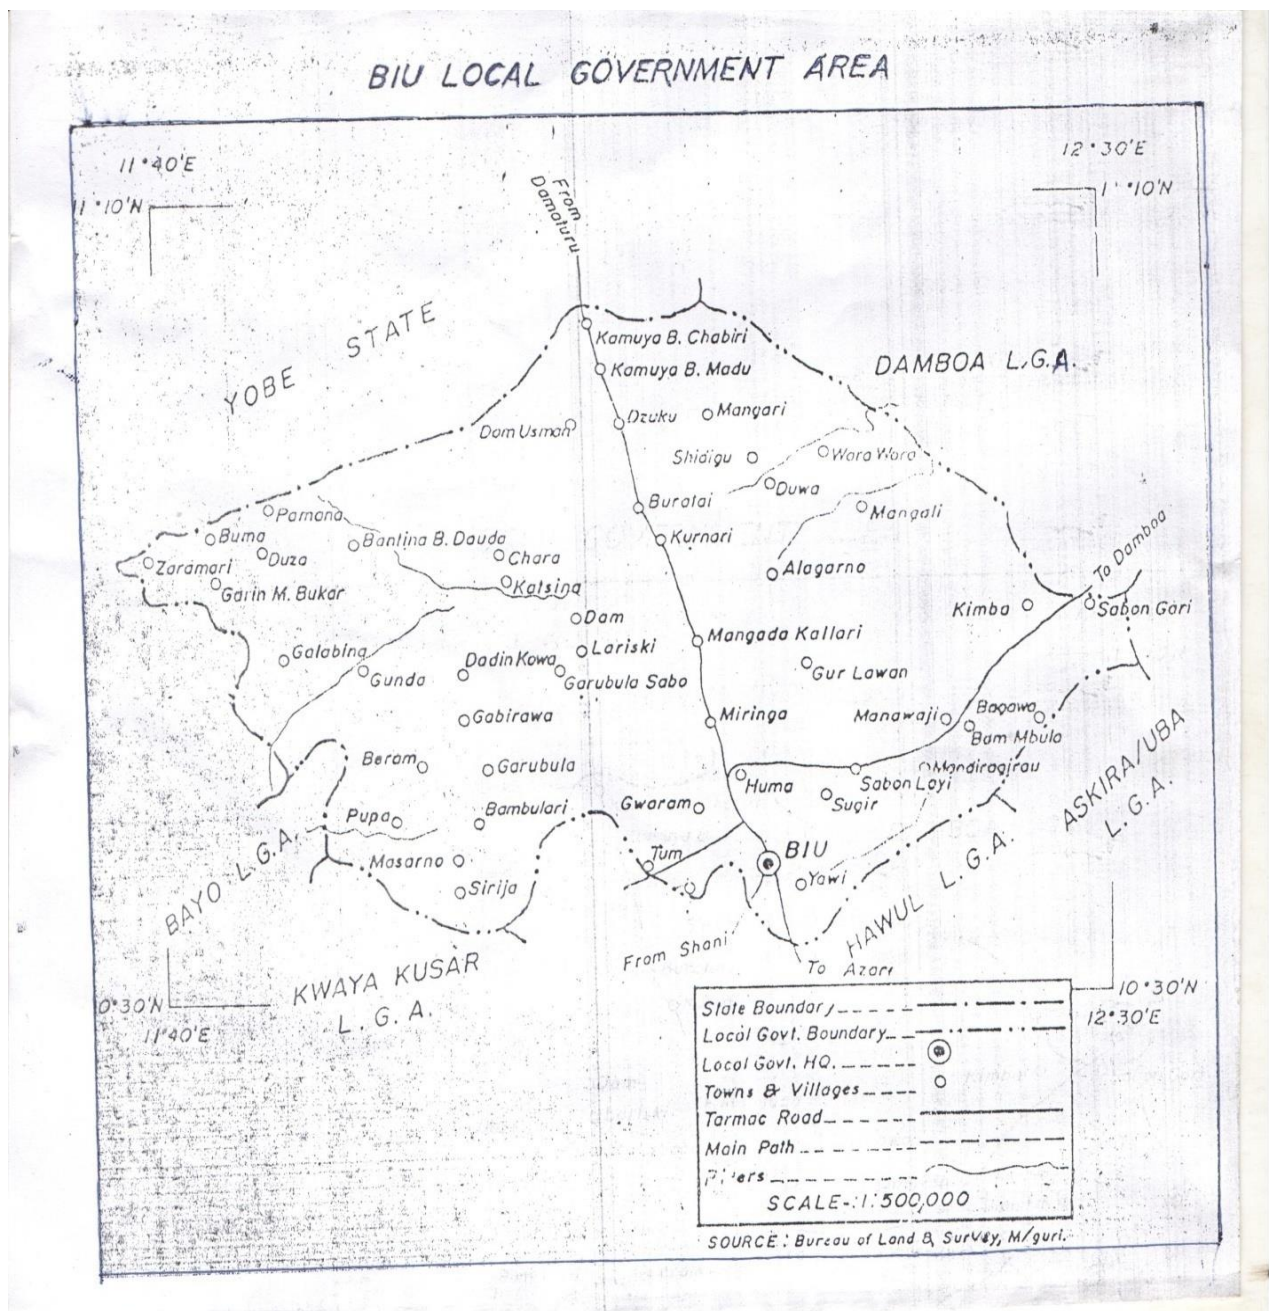 BIU LOCAL GOVERNMENT AREA
11°40'E
12°30'E
11°10'N
1'°10'N
From Damaturu
YOBE STATE
DAMBOA L.G.A.
Kamuya B. Chabiri
Kamuya B. Madu
Dzuku
Mangari
Dam Usman
Shidigu
Wara Wara
Duwa
Buratai
Mangali
Pamana
Buma
Bantina B. Dauda
Kurnari
Duza
Chara
Zaramari
Katsina
Alagarno
Garin M. Bukar
To Damboa
Kimba
Sabon Gari
Dam
Mangada Kallari
Galabina
Lariski
Gunda
Dadin Kowa
Garubula Sabo
Gur Lawan
Gabirawa
Miringa
Manawaji
Bagawa
Bam Mbula
Beram
Garubula
Huma
Sabon Layi
Mandiragirau
ASKIRA/UBA L.G.A.
Pupa
Bambulari
Gwaram
Sugir
Masarno
Tum
BIU
Sirija
Yawi
BAYO L.G.A.
HAWUL L.G.A.
From Shani
To Azare
KWAYA KUSAR
L.G.A.
0°30'N
11°40'E
10°30'N
12°30'E
State Boundary
Local Govt. Boundary
Local Govt. HQ.
Towns & Villages
Tarmac Road
Main Path
SCALE-:1:500,000
SOURCE: Bureau of Land & Survey, M/guri.